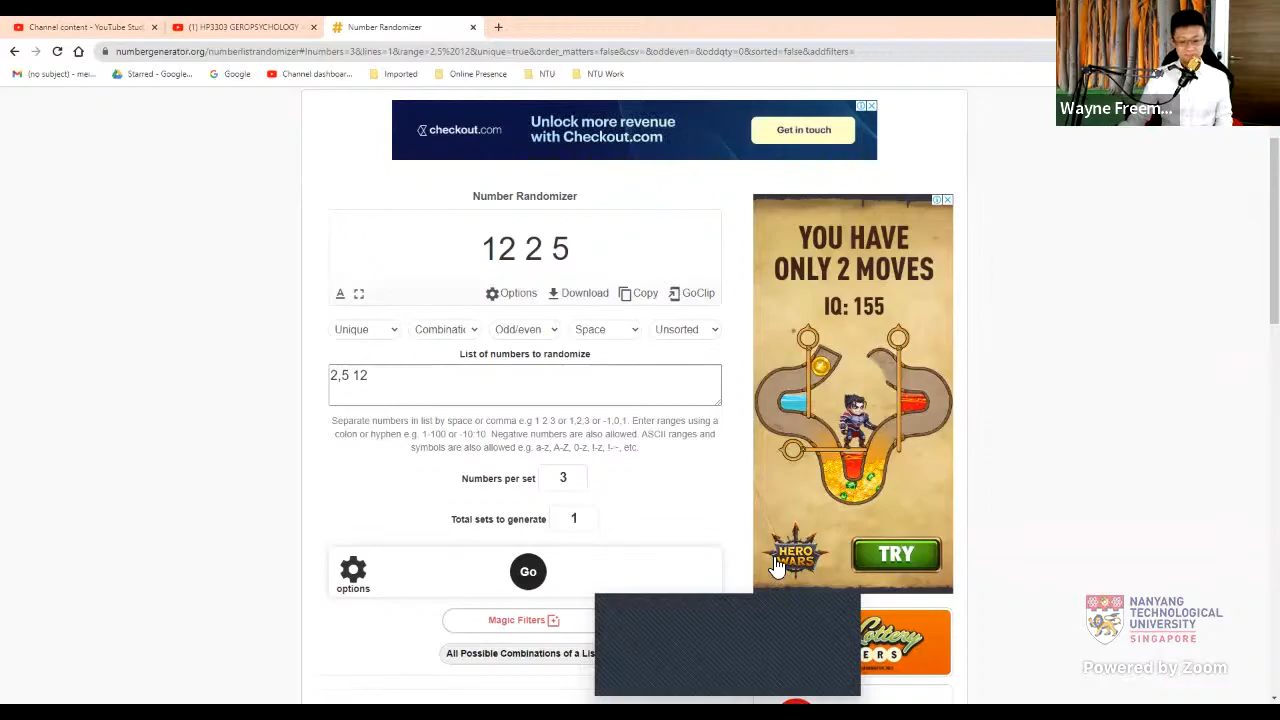 Channel content - YouTube Stud
(1) HP3303 GEROPSYCHOLOGY
Number Randomizer
numbergenerator.org/numberlistrandomizer#!numbers=3&lines=1&range=2,5%2012&unique=true&order_matters=false&csv=&oddeven=&oddqty=0&sorted=false&addfilters=
(no subject) - mei...
Starred - Google...
Google
Channel dashboar...
Imported
Online Presence
NTU
NTU Work
Wayne Freem...
checkout.com
Unlock more revenue
with Checkout.com
Get in touch
Number Randomizer
12 2 5
Options
Download
Copy
GoClip
Unique
Combinatic
Odd/even
Space
Unsorted
List of numbers to randomize
2,5 12
Separate numbers in list by space or comma e.g 1 2 3 or 1,2,3 or -1,0,1. Enter ranges using a
colon or hyphen e.g. 1-100 or -10:10. Negative numbers are also allowed. ASCII ranges and
symbols are also allowed e.g. a-z, A-Z, 0-z, !-z, !-~, etc.
Numbers per set 3
Total sets to generate 1
options
Go
Magic Filters
All Possible Combinations of a Lis
YOU HAVE
ONLY 2 MOVES
IQ: 155
HERO
WARS
TRY
Lottery
ERS
NANYANG
TECHNOLOGICAL
UNIVERSITY
SINGAPORE
Powered by Zoom